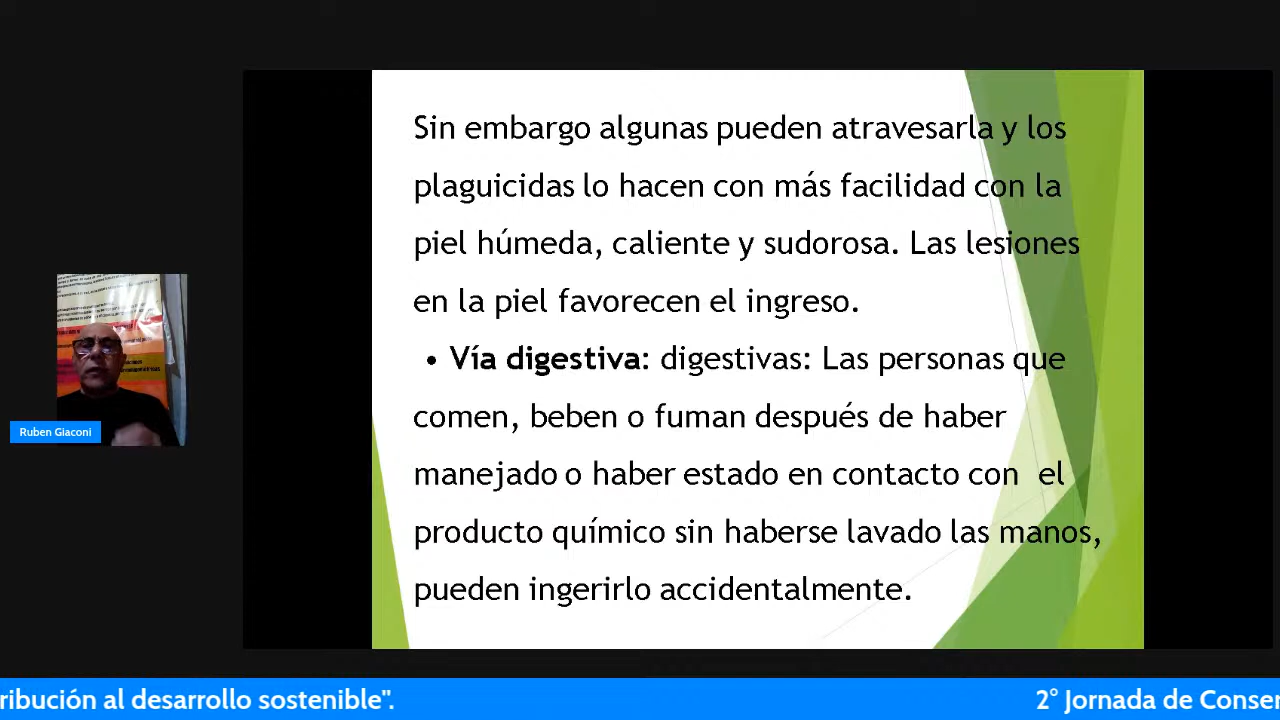 Sin embargo algunas pueden atravesarla y los
plaguicidas lo hacen con más facilidad con la
piel húmeda, caliente y sudorosa. Las lesiones
en la piel favorecen el ingreso.
• Vía digestiva: digestivas: Las personas que
comen, beben o fuman después de haber
manejado o haber estado en contacto con  el
producto químico sin haberse lavado las manos,
pueden ingerirlo accidentalmente.
Ruben Giaconi
ribución al desarrollo sostenible".
2° Jornada de Conser